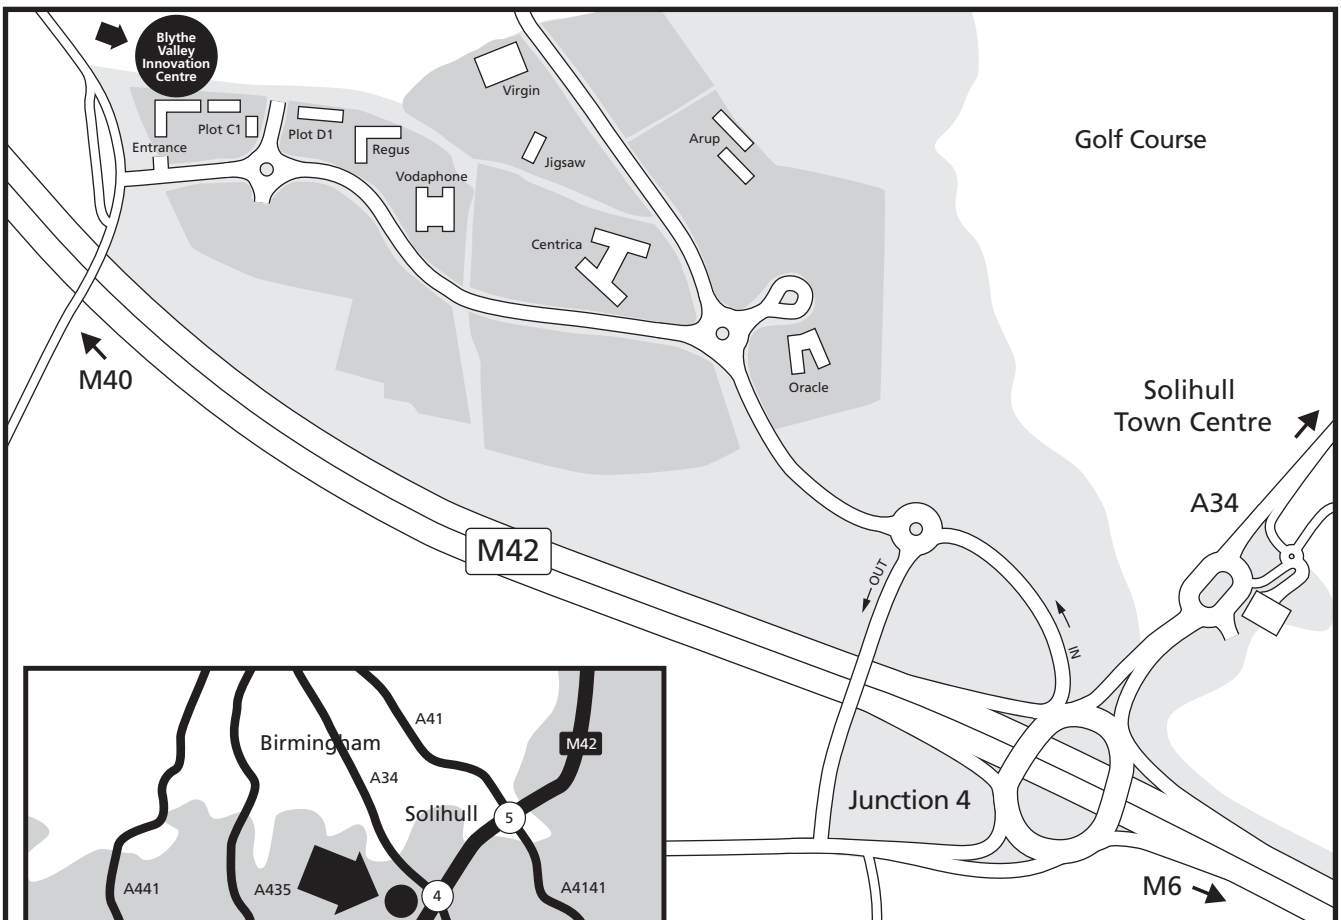 Blythe
Valley
Innovation
Centre
Virgin
Plot C1
Plot D1
Arup
Golf Course
Entrance
Regus
Jigsaw
Vodaphone
Centrica
M40
Oracle
Solihull
Town Centre
A34
M42
OUT
IN
A41
Birmingham
M42
A34
Solihull
5
Junction 4
A441
A435
4
A4141
M6